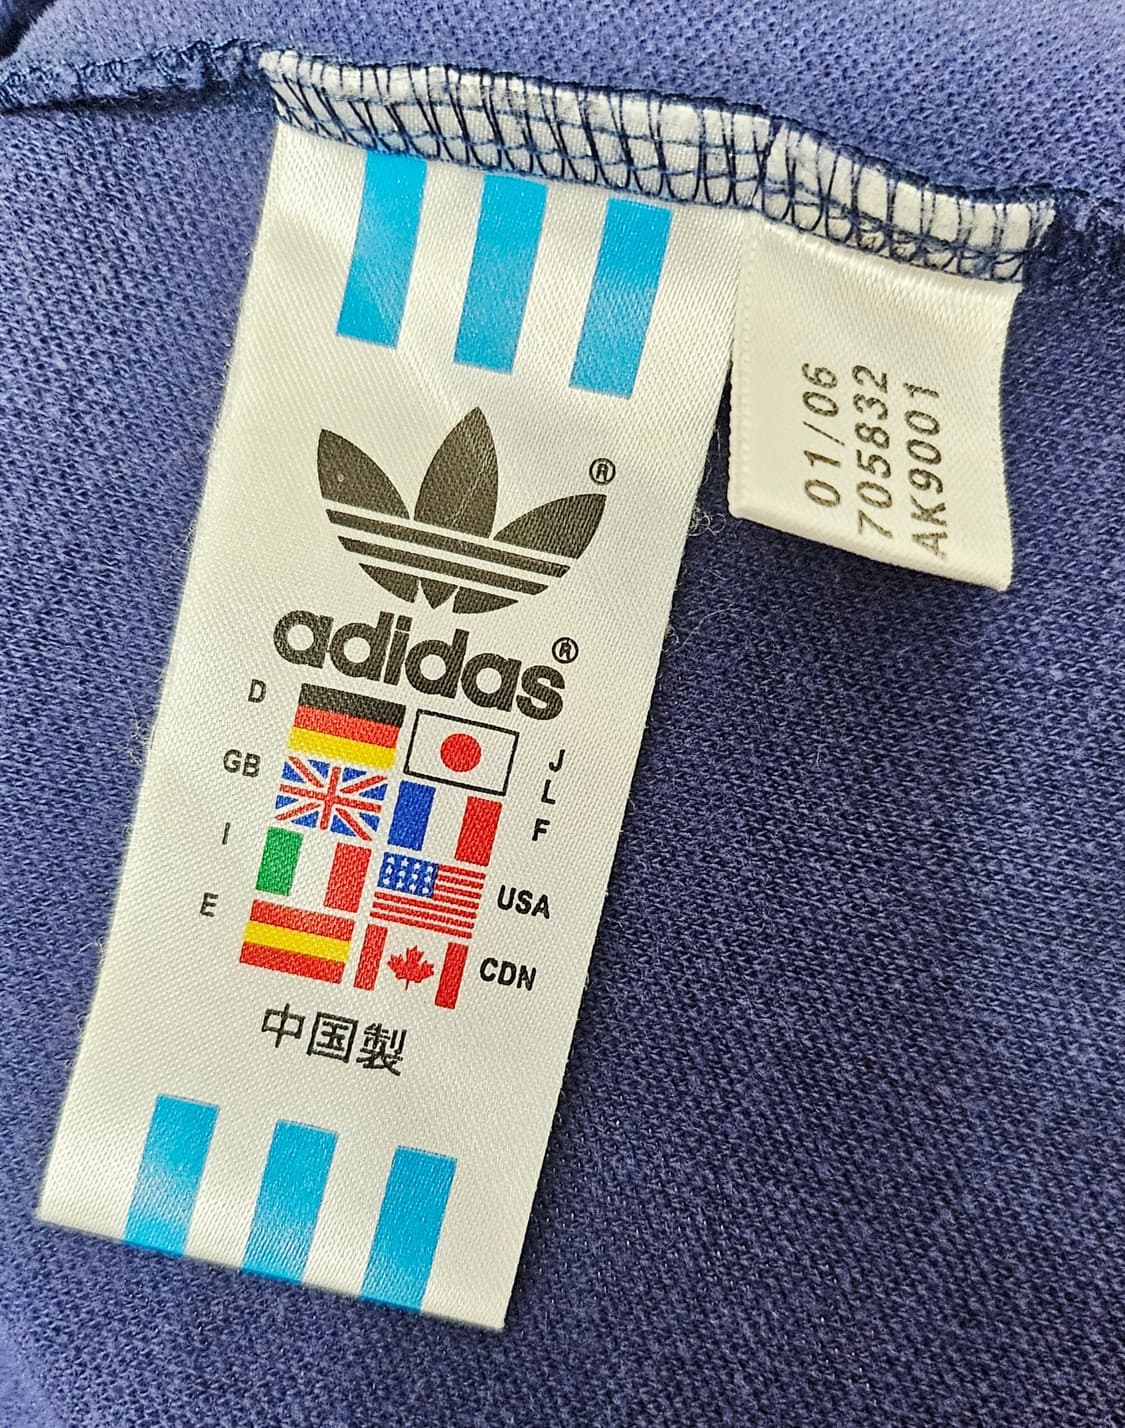 ®
adidas®
D
J
L
GB
F
I
USA
E
CDN
中国製
01/06
705832
AK9001